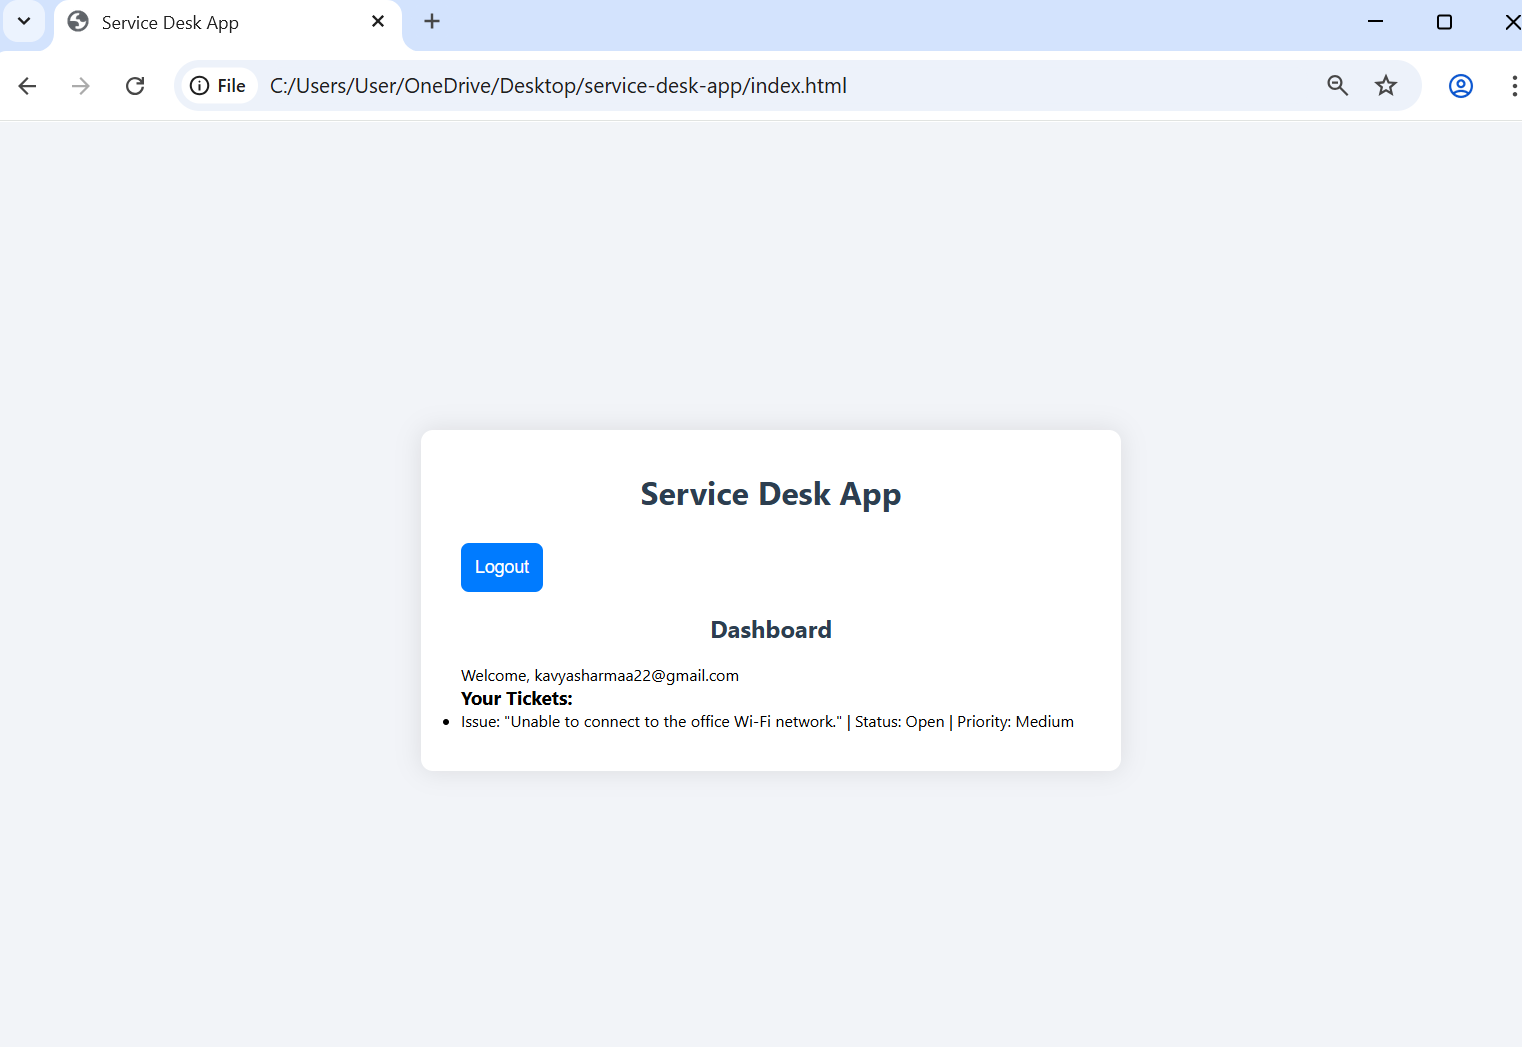 Service Desk App
File C:/Users/User/OneDrive/Desktop/service-desk-app/index.html
Service Desk App
Logout
Dashboard
Welcome, kavyasharmaa22@gmail.com
Your Tickets:
Issue: "Unable to connect to the office Wi-Fi network." | Status: Open | Priority: Medium